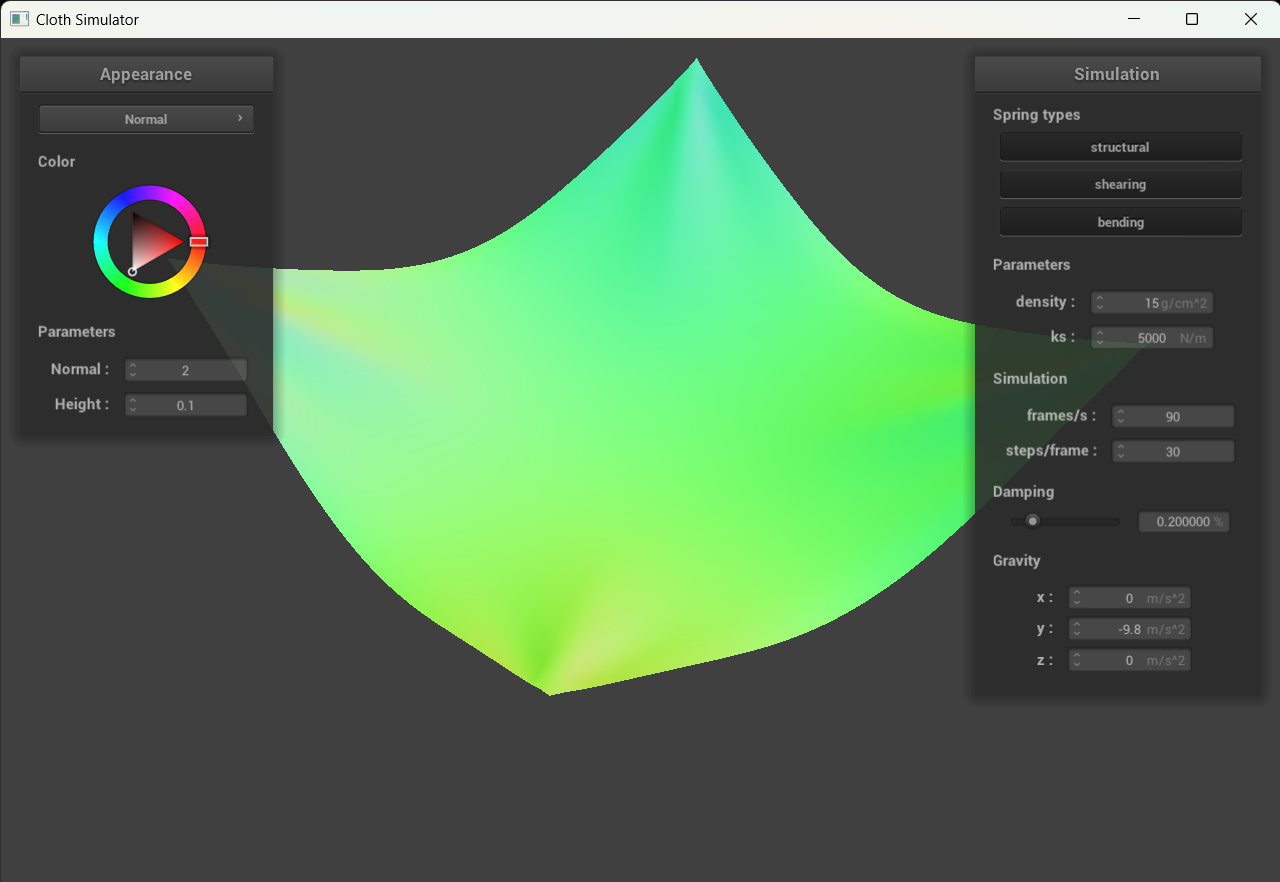 Cloth Simulator
Appearance
Normal
Color
Parameters
Normal : 2
Height : 0.1
Simulation
Spring types
structural
shearing
bending
Parameters
density : 15 g/cm^2
ks : 5000 N/m
Simulation
frames/s : 90
steps/frame : 30
Damping
0.200000 %
Gravity
x : 0 m/s^2
y : -9.8 m/s^2
z : 0 m/s^2